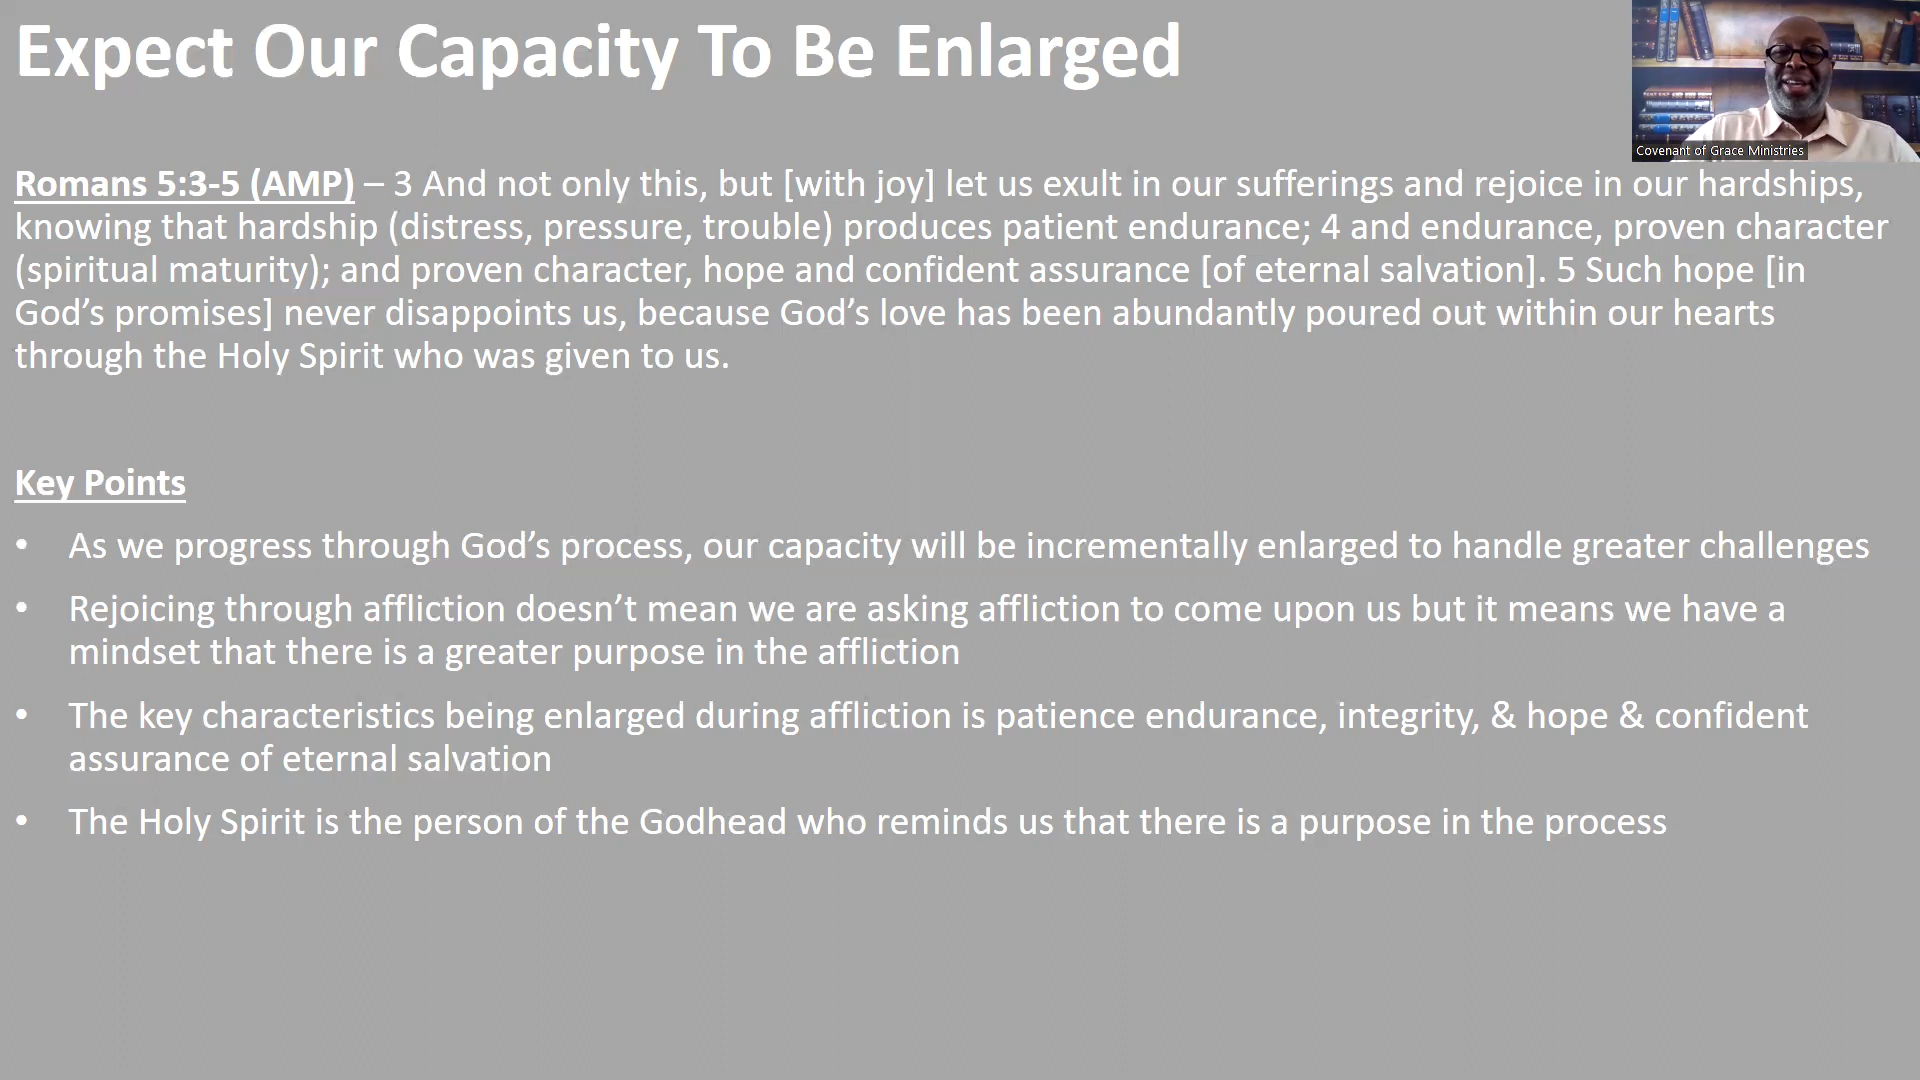 Expect Our Capacity To Be Enlarged
Covenant of Grace Ministries
Romans 5:3-5 (AMP) – 3 And not only this, but [with joy] let us exult in our sufferings and rejoice in our hardships,
knowing that hardship (distress, pressure, trouble) produces patient endurance; 4 and endurance, proven character
(spiritual maturity); and proven character, hope and confident assurance [of eternal salvation]. 5 Such hope [in
God’s promises] never disappoints us, because God’s love has been abundantly poured out within our hearts
through the Holy Spirit who was given to us.
Key Points
• As we progress through God’s process, our capacity will be incrementally enlarged to handle greater challenges
• Rejoicing through affliction doesn’t mean we are asking affliction to come upon us but it means we have a
mindset that there is a greater purpose in the affliction
• The key characteristics being enlarged during affliction is patience endurance, integrity, & hope & confident
assurance of eternal salvation
• The Holy Spirit is the person of the Godhead who reminds us that there is a purpose in the process